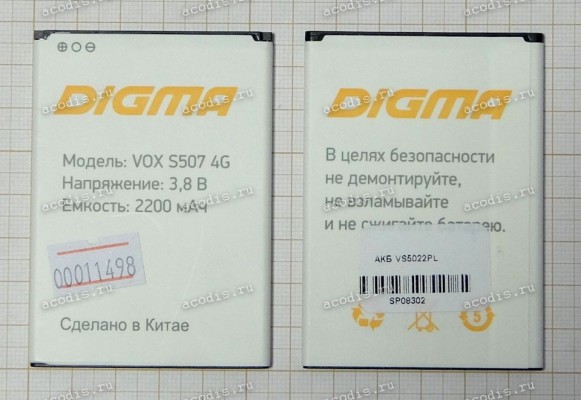 DIGMA
Модель: VOX S507 4G
Напряжение: 3,8 В
Емкость: 2200 мАч
00011498
Сделано в Китае
DIGMA
В целях безопасности
не демонтируйте,
не взламывайте
и не сжигайте батарею.
АКБ VS5022PL
SP08302
5
acodis.ru